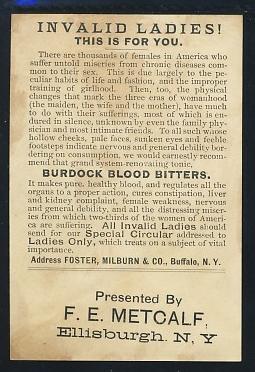 INVALID LADIES!
THIS IS FOR YOU.
There are thousands of females in America who
suffer untold miseries from chronic diseases com-
mon to their sex. This is due largely to the pe-
culiar habits of life and fashion, and the improper
training of girlhood. Then, too, the physical
changes that mark the three eras of womanhood
(the maiden, the wife and the mother), have much
to do with their sufferings, most of which is en-
dured in silence, unknown by even the family phy-
sician and most intimate friends. To all such whose
hollow cheeks, pale faces, sunken eyes and feeble
footsteps indicate nervous and general debility bor-
dering on consumption, we would earnestly recom-
mend that grand system-renovating tonic,
BURDOCK BLOOD BITTERS.
It makes pure, healthy blood, and regulates all the
organs to a proper action, cures constipation, liver
and kidney complaint, female weakness, nervous
and general debility, and all the distressing miser-
ies from which two-thirds of the women of Ameri-
ca are suffering. All Invalid Ladies should
send for our Special Circular addressed to
Ladies Only, which treats on a subject of vital
importance.
Address FOSTER, MILBURN & CO., Buffalo, N. Y.
Presented By
F. E. METCALF,
Ellisburgh, N, Y